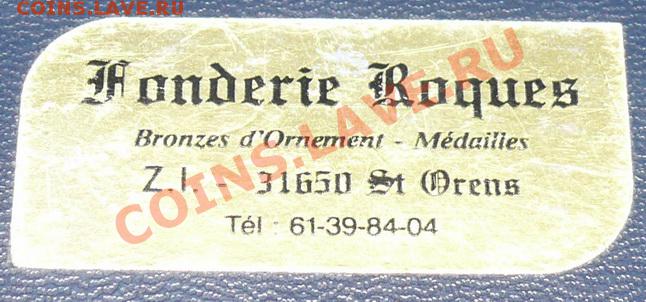 COINS.LAVE.RU
Fonderie Roques
Bronzes d'Ornement - Médailles
Z.I. - 31650 St Orens
Tél : 61-39-84-04
COINS.LAVE.RU